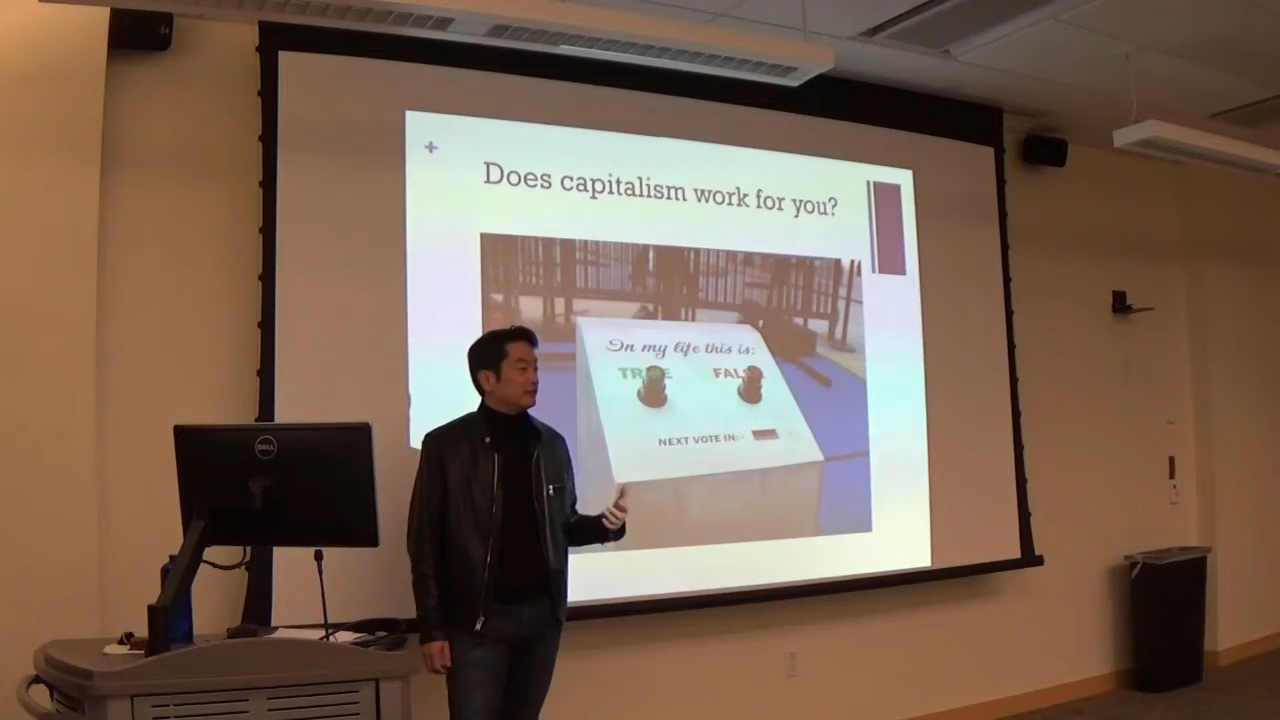 +
Does capitalism work for you?
In my life this is:
TRUE FALSE
NEXT VOTE IN:
DELL